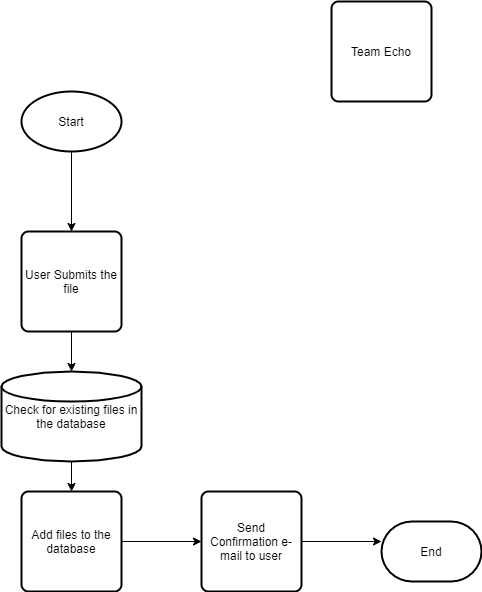 Team Echo
Start
User Submits the
file
Check for existing files in
the database
Add files to the
database
Send
Confirmation e-
mail to user
End